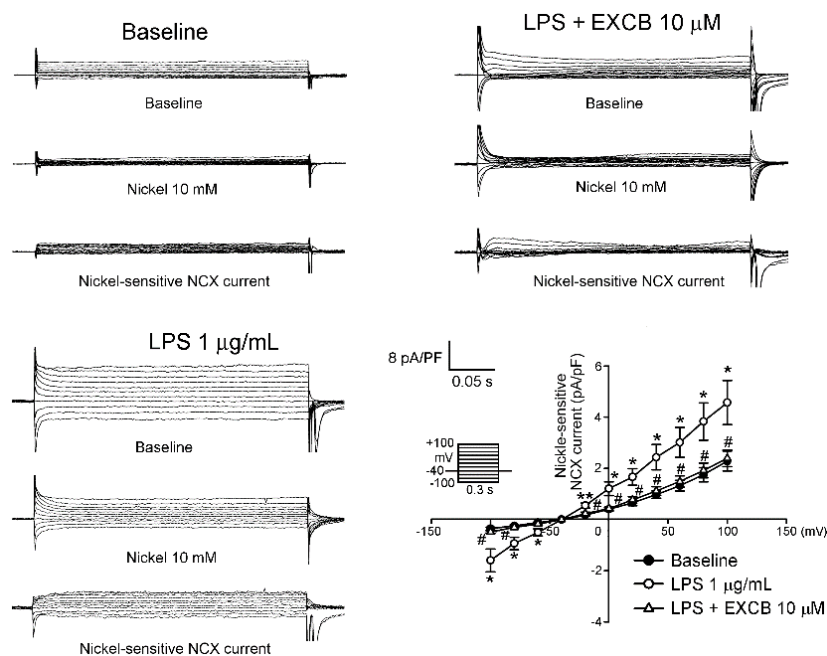 Baseline
Baseline
Nickel 10 mM
Nickel-sensitive NCX current
LPS + EXCB 10 μM
Baseline
Nickel 10 mM
Nickel-sensitive NCX current
LPS 1 μg/mL
Baseline
Nickel 10 mM
Nickel-sensitive NCX current
8 pA/PF
0.05 s
+100
mV
-40
-100
0.3 s
Nickle-sensitive
NCX current (pA/pF)
6
4
2
-2
-4
-150
-50
0
50
100
150 (mV)
* * * * * * * **
# # # # # # #
# #
* * *
Baseline
LPS 1 μg/mL
LPS + EXCB 10 μM